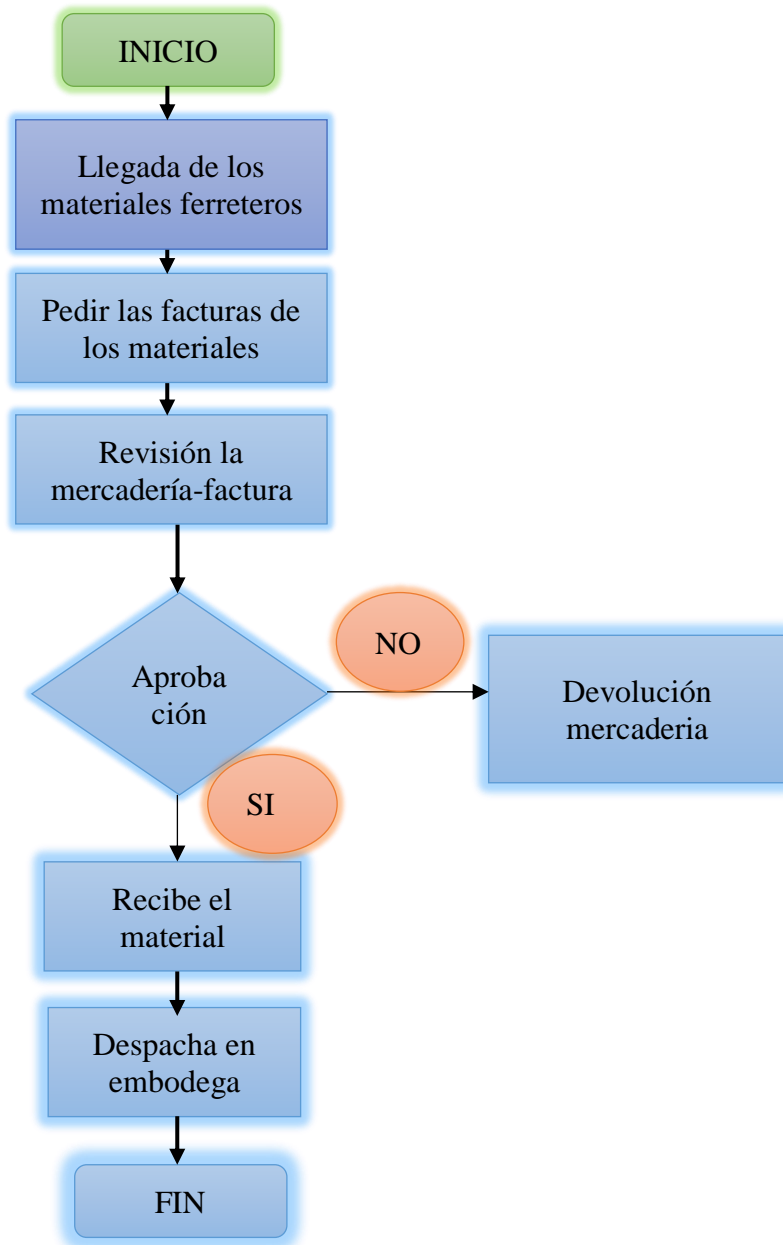 INICIO
Llegada de los
materiales ferreteros
Pedir las facturas de
los materiales
Revisión la
mercadería-factura
Aproba
ción
NO
Devolución
mercaderia
SI
Recibe el
material
Despacha en
embodega
FIN